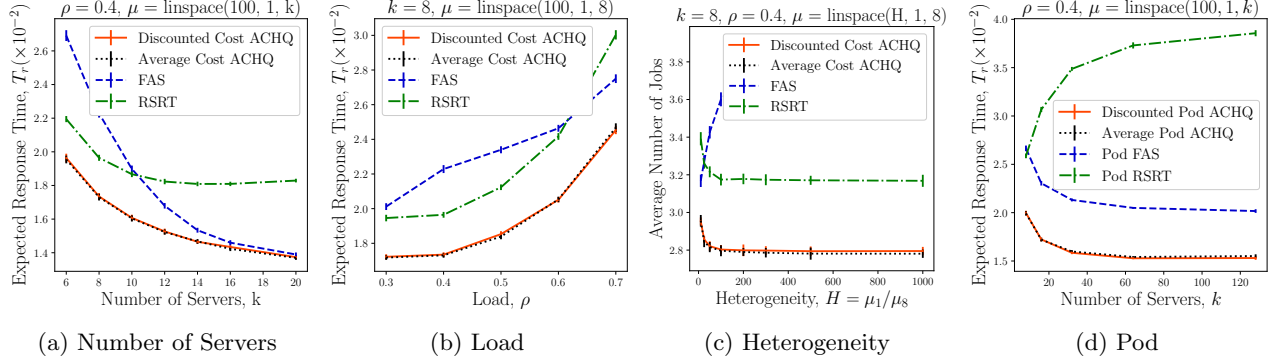 ρ = 0.4, μ = linspace(100, 1, k)
Expected Response Time, T_r(×10^{-2})
2.6
2.4
2.2
2.0
1.8
1.6
1.4
Discounted Cost ACHQ
Average Cost ACHQ
FAS
RSRT
6 8 10 12 14 16 18 20
Number of Servers, k
(a) Number of Servers
k = 8, μ = linspace(100, 1, 8)
Expected Response Time, T_r(×10^{-2})
3.0
2.8
2.6
2.4
2.2
2.0
1.8
Discounted Cost ACHQ
Average Cost ACHQ
FAS
RSRT
0.3 0.4 0.5 0.6 0.7
Load, ρ
(b) Load
k = 8, ρ = 0.4, μ = linspace(H, 1, 8)
Average Number of Jobs
4.0
3.8
3.6
3.4
3.2
3.0
2.8
Discounted Cost ACHQ
Average Cost ACHQ
FAS
RSRT
0 200 400 600 800 1000
Heterogeneity, H = μ_1/μ_8
(c) Heterogeneity
ρ = 0.4, μ = linspace(100, 1, k)
Expected Response Time, T_r(×10^{-2})
4.0
3.5
3.0
2.5
2.0
1.5
Discounted Pod ACHQ
Average Pod ACHQ
Pod FAS
Pod RSRT
20 40 60 80 100 120
Number of Servers, k
(d) Pod